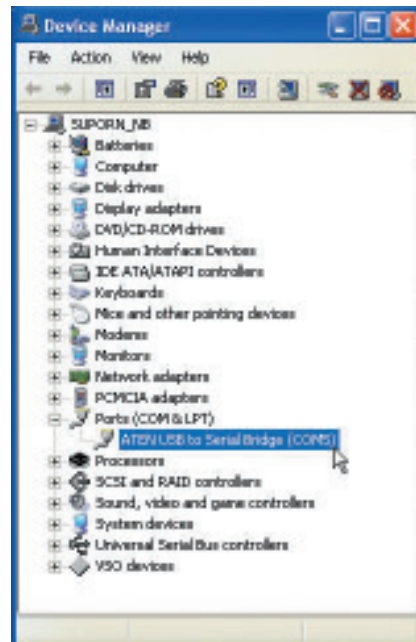 Device Manager
File Action View Help
SUPORN_NB
Batteries
Computer
Disk drives
Display adapters
DVD/CD-ROM drives
Human Interface Devices
IDE ATA/ATAPI controllers
Keyboards
Mice and other pointing devices
Modems
Monitors
Network adapters
PCMCIA adapters
Ports (COM & LPT)
ATEN USB to Serial Bridge (COM5)
Processors
SCSI and RAID controllers
Sound, video and game controllers
System devices
Universal Serial Bus controllers
VSO devices